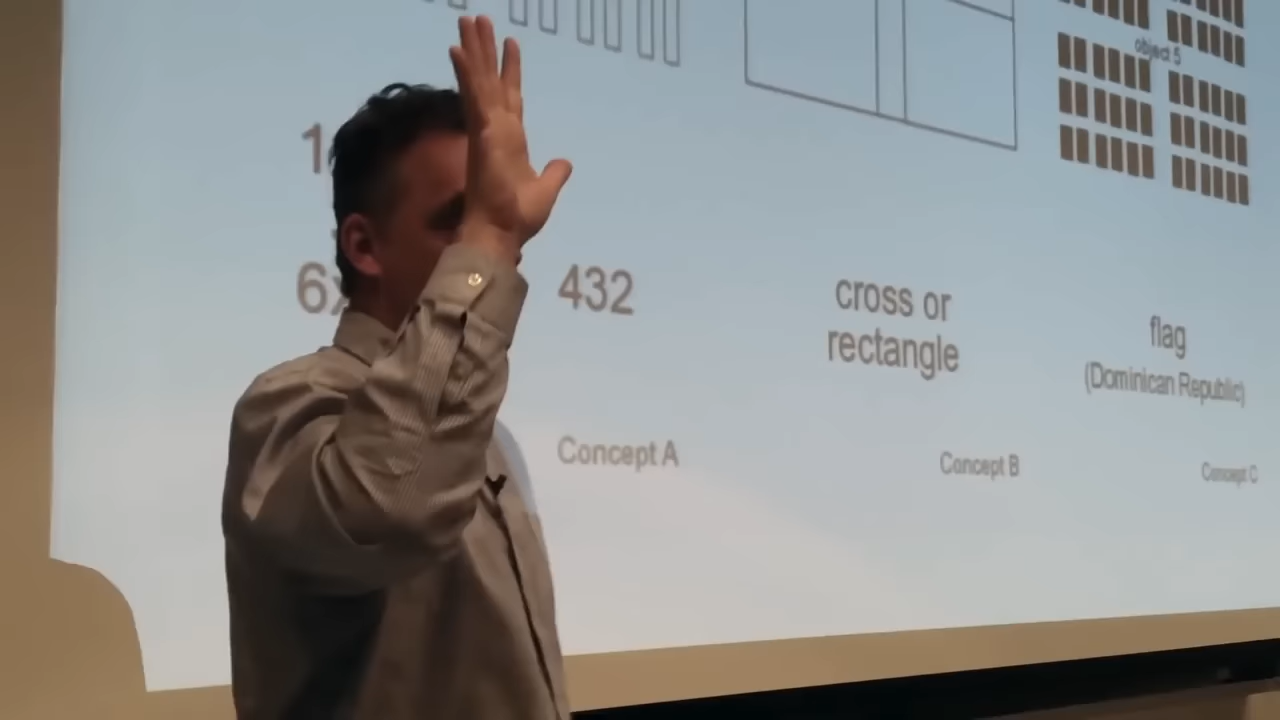 object 5
432
cross or
rectangle
flag
(Dominican Republic)
Concept A
Concept B
Concept C